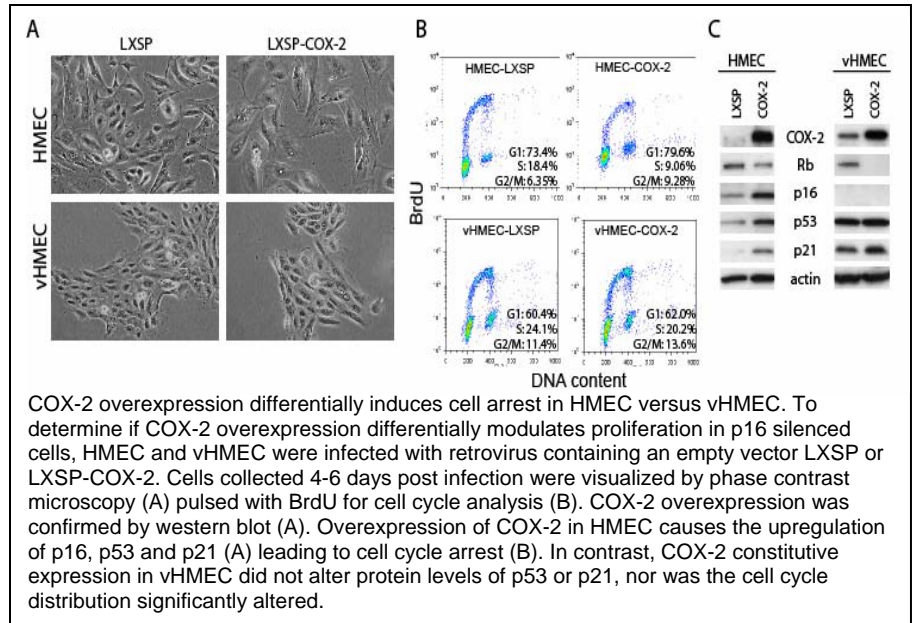 A
LXSP
LXSP-COX-2
HMEC
vHMEC
B
HMEC-LXSP
G1: 73.4%
S: 18.4%
G2/M: 6.35%
HMEC-COX-2
G1: 79.6%
S: 9.06%
G2/M: 9.28%
vHMEC-LXSP
G1: 60.4%
S: 24.1%
G2/M: 11.4%
vHMEC-COX-2
G1: 62.0%
S: 20.2%
G2/M: 13.6%
BrdU
DNA content
C
HMEC
vHMEC
LXSP
COX-2
LXSP
COX-2
COX-2
Rb
p16
p53
p21
actin
COX-2 overexpression differentially induces cell arrest in HMEC versus vHMEC. To
determine if COX-2 overexpression differentially modulates proliferation in p16 silenced
cells, HMEC and vHMEC were infected with retrovirus containing an empty vector LXSP or
LXSP-COX-2. Cells collected 4-6 days post infection were visualized by phase contrast
microscopy (A) pulsed with BrdU for cell cycle analysis (B). COX-2 overexpression was
confirmed by western blot (A). Overexpression of COX-2 in HMEC causes the upregulation
of p16, p53 and p21 (A) leading to cell cycle arrest (B). In contrast, COX-2 constitutive
expression in vHMEC did not alter protein levels of p53 or p21, nor was the cell cycle
distribution significantly altered.